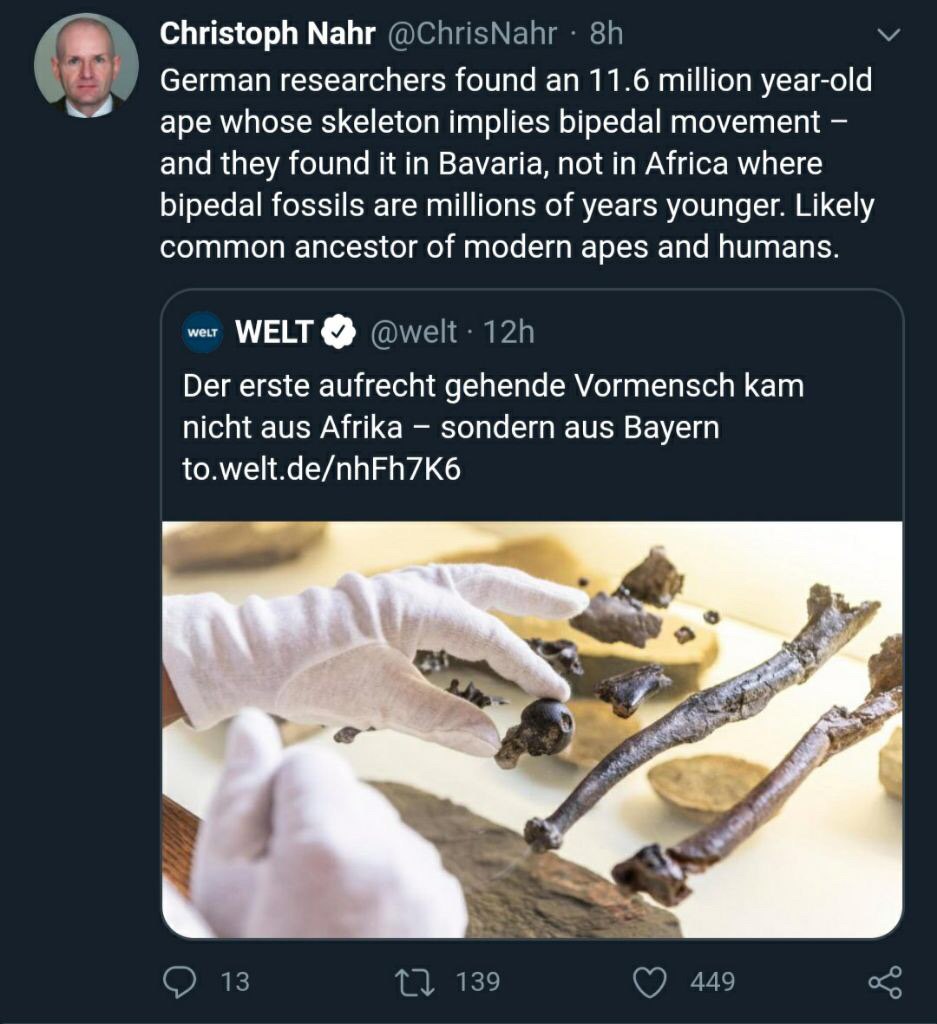 Christoph Nahr @ChrisNahr · 8h
German researchers found an 11.6 million year-old
ape whose skeleton implies bipedal movement –
and they found it in Bavaria, not in Africa where
bipedal fossils are millions of years younger. Likely
common ancestor of modern apes and humans.
WELT
WELT @welt · 12h
Der erste aufrecht gehende Vormensch kam
nicht aus Afrika – sondern aus Bayern
to.welt.de/nhFh7K6
13 139 449